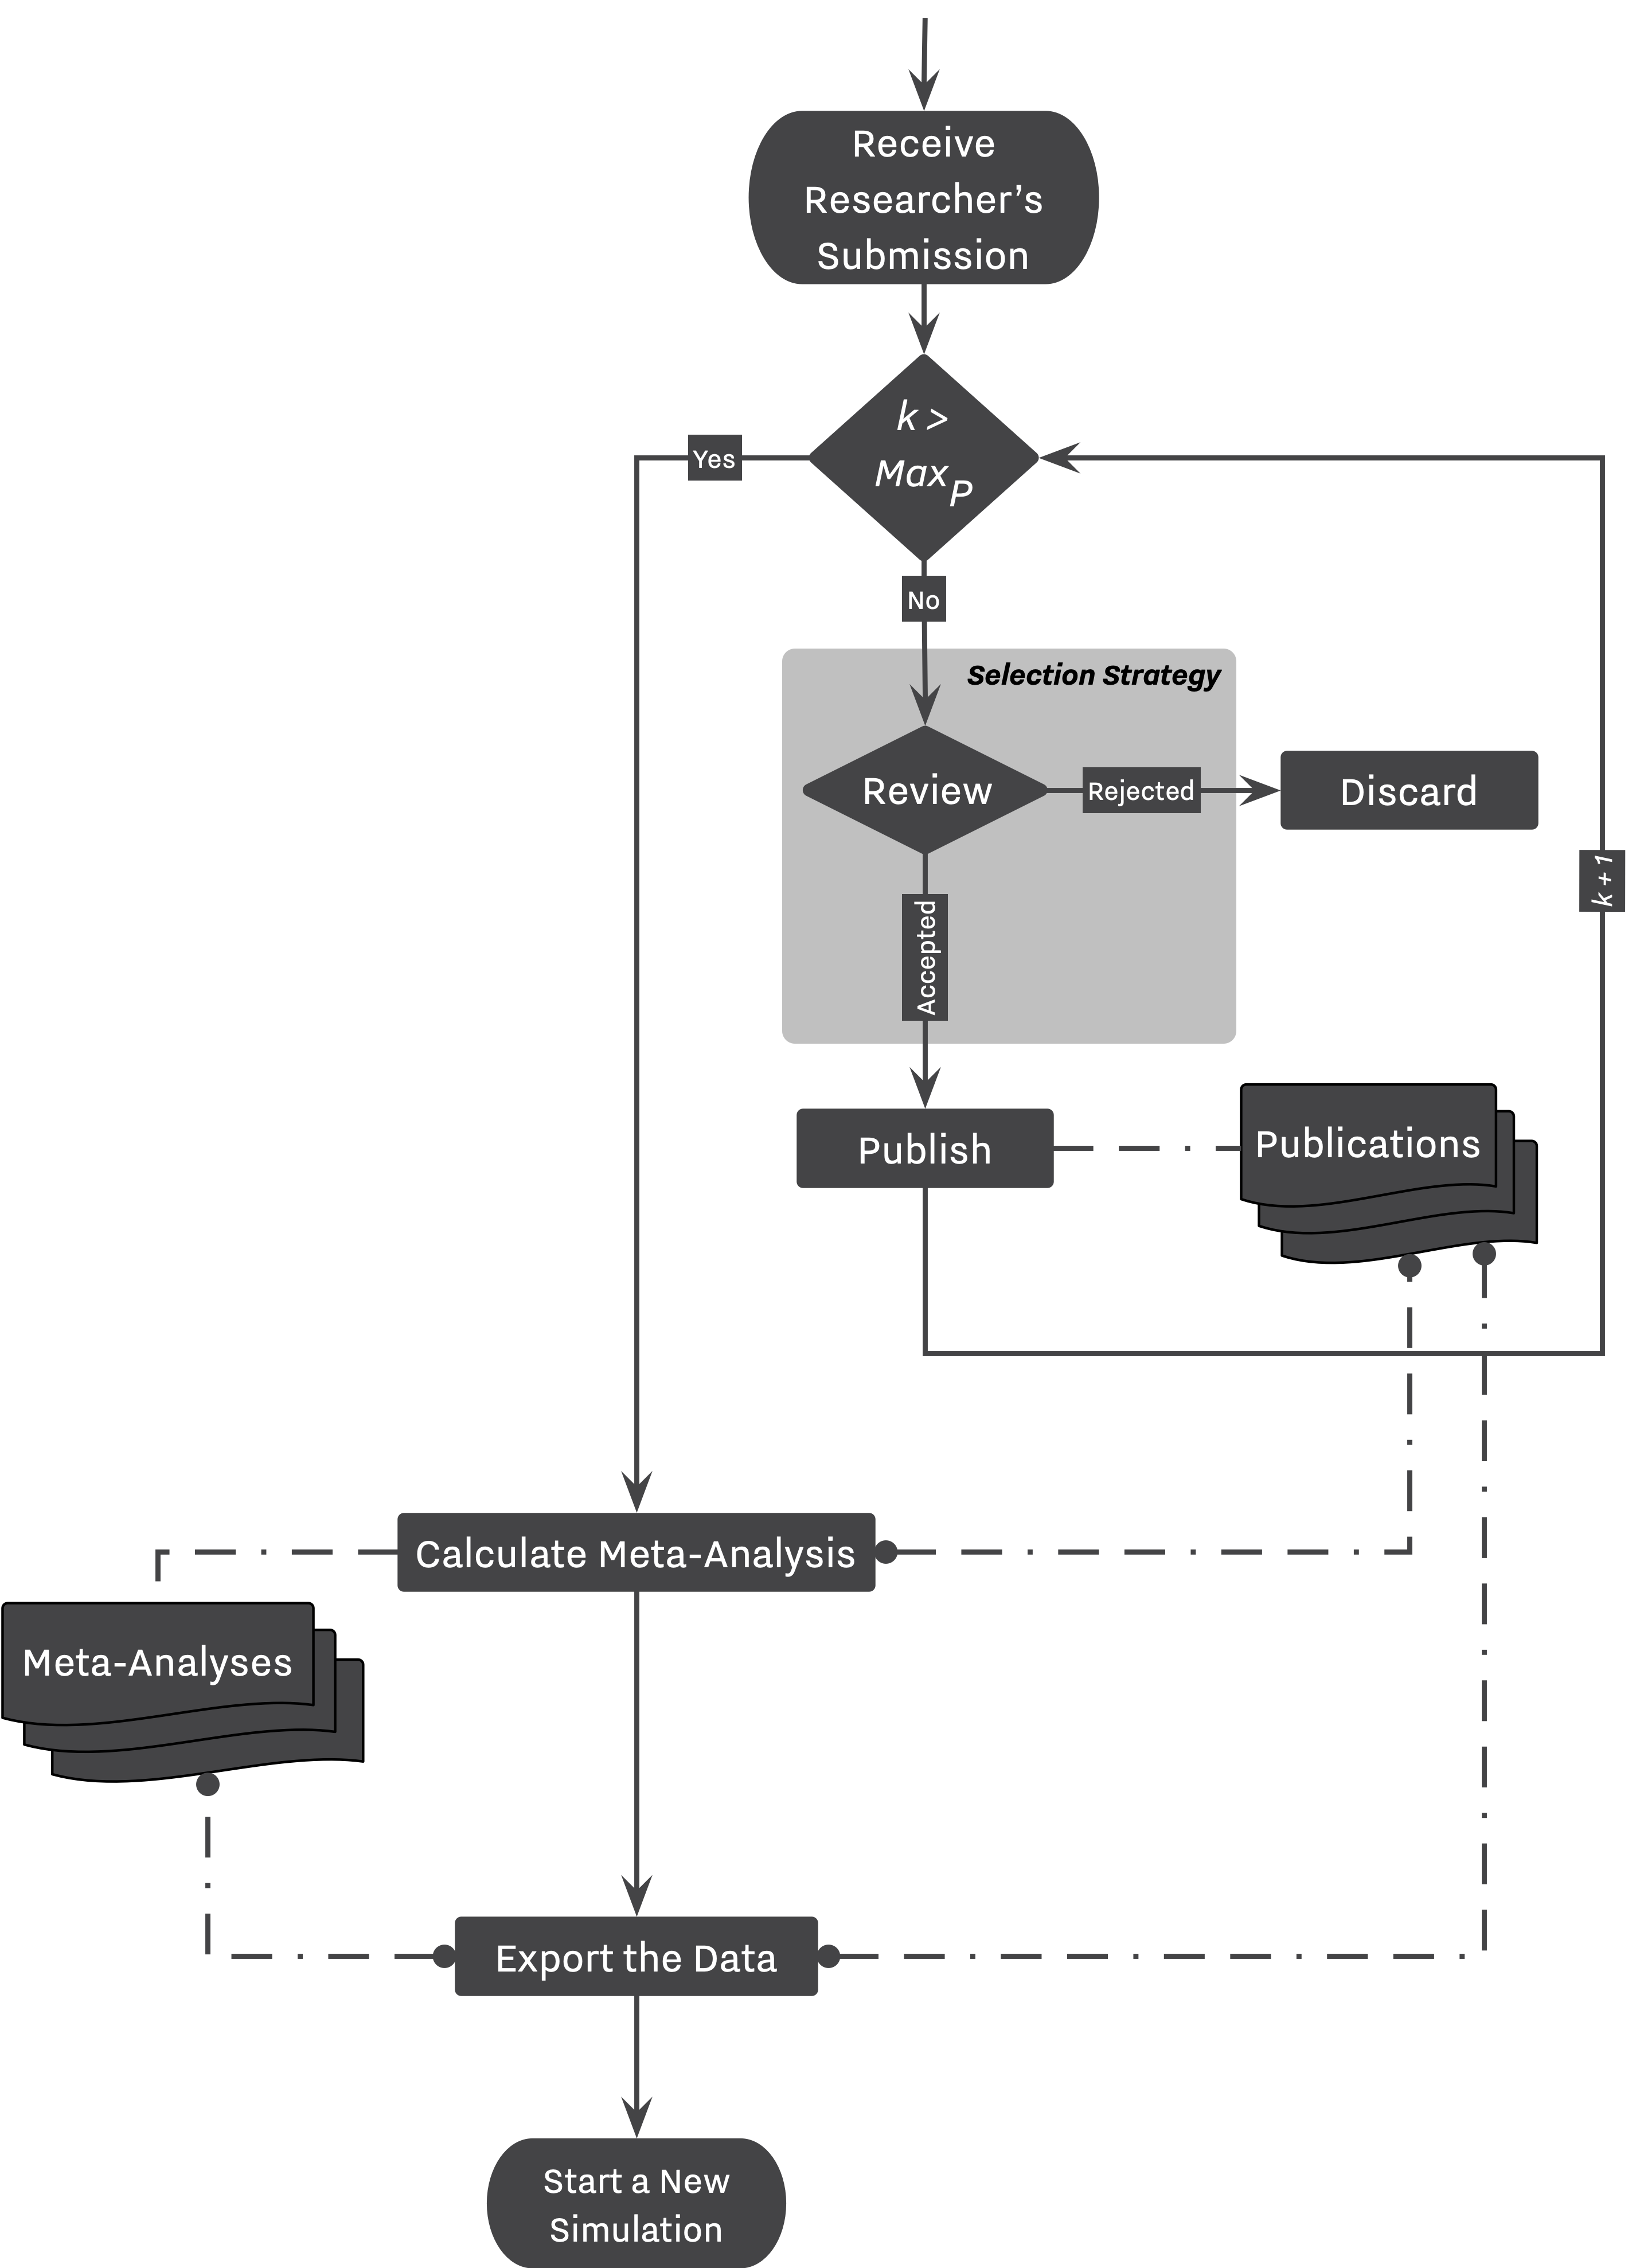 Receive
Researcher’s
Submission
k >
Max P
Yes
No
Selection Strategy
Review
Rejected
Discard
k + 1
Accepted
Publish
Publications
Calculate Meta-Analysis
Meta-Analyses
Export the Data
Start a New
Simulation